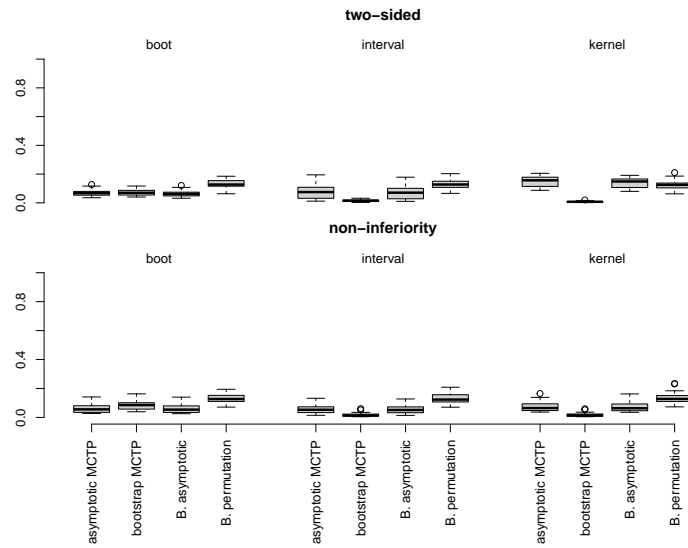 two−sided
boot interval kernel
0.0 0.4 0.8
non−inferiority
boot interval kernel
0.0 0.4 0.8
asymptotic MCTP
bootstrap MCTP
B. asymptotic
B. permutation
asymptotic MCTP
bootstrap MCTP
B. asymptotic
B. permutation
asymptotic MCTP
bootstrap MCTP
B. asymptotic
B. permutation